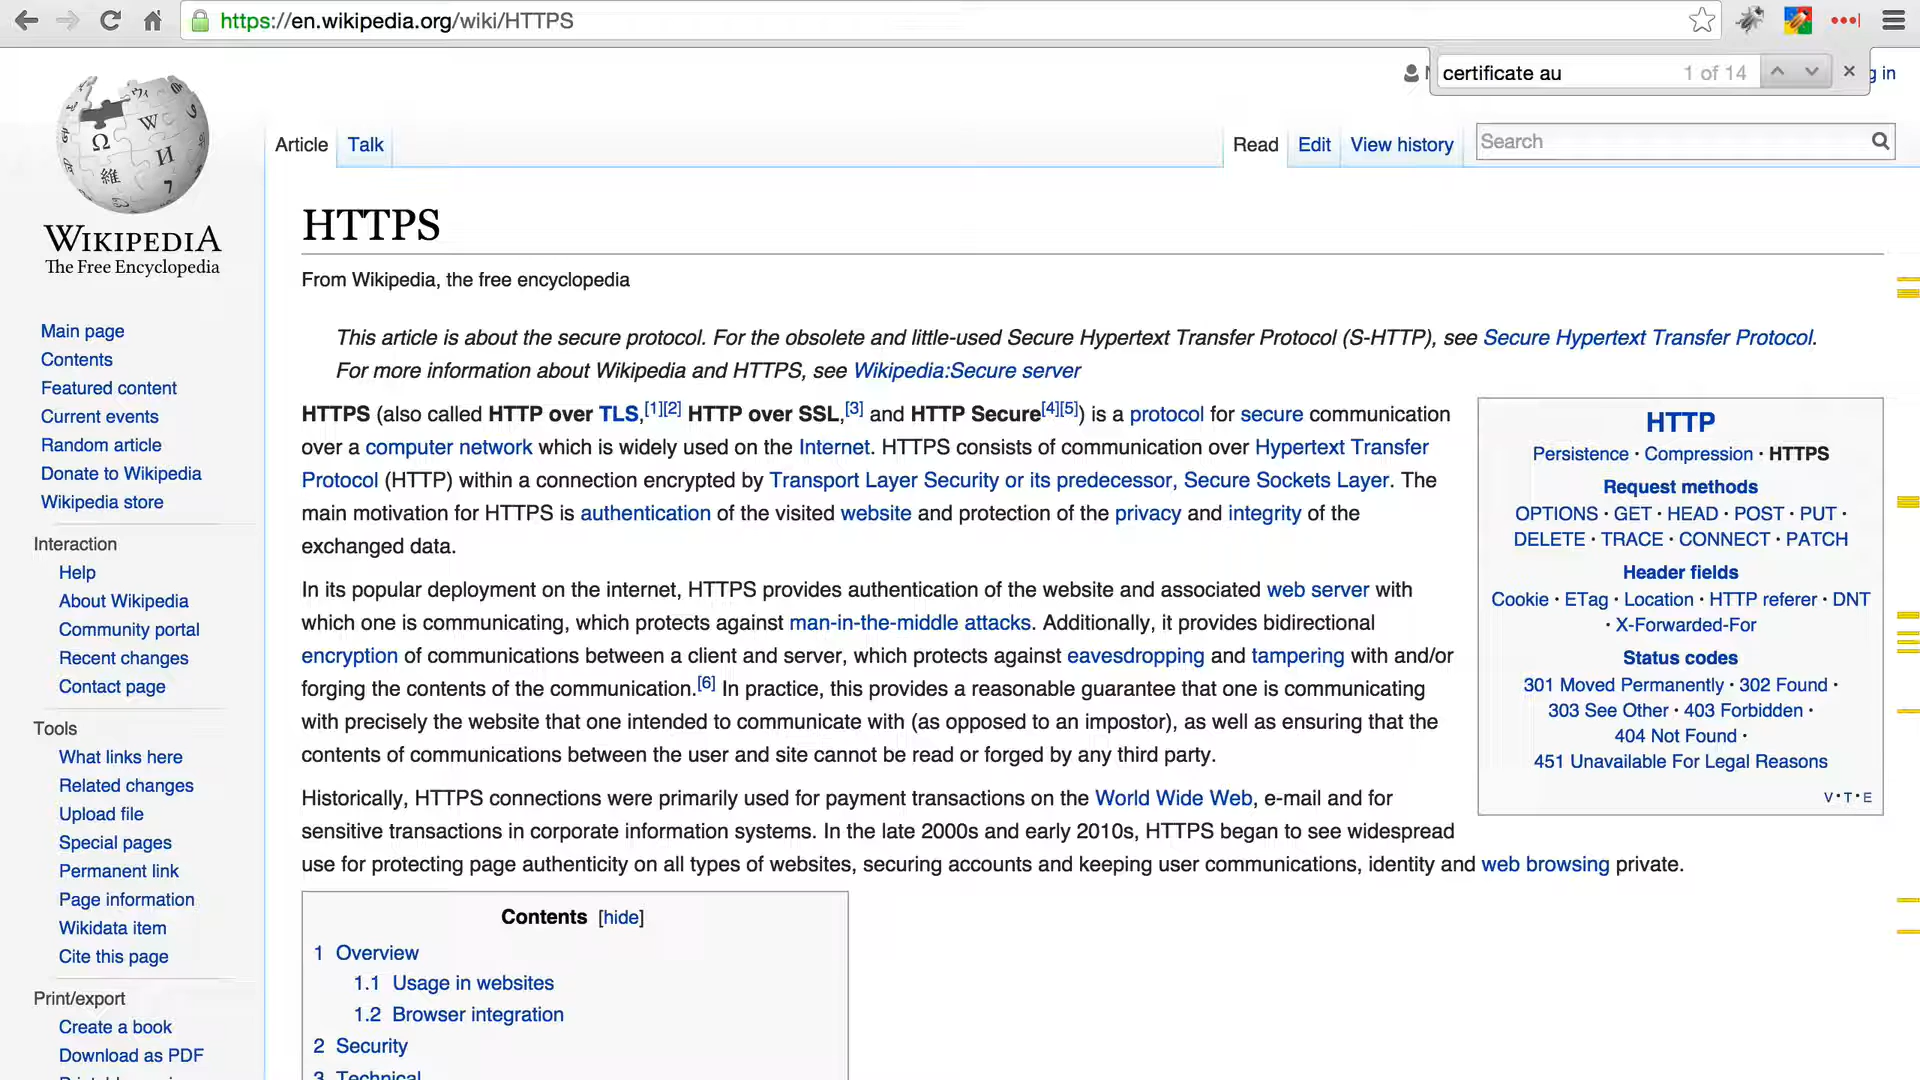 https://en.wikipedia.org/wiki/HTTPS
certificate au 1 of 14
g in
WIKIPEDIA
The Free Encyclopedia
Article Talk Read Edit View history Search
HTTPS
From Wikipedia, the free encyclopedia
This article is about the secure protocol. For the obsolete and little-used Secure Hypertext Transfer Protocol (S-HTTP), see Secure Hypertext Transfer Protocol.
For more information about Wikipedia and HTTPS, see Wikipedia:Secure server
HTTPS (also called HTTP over TLS,[1][2] HTTP over SSL,[3] and HTTP Secure[4][5]) is a protocol for secure communication
over a computer network which is widely used on the Internet. HTTPS consists of communication over Hypertext Transfer
Protocol (HTTP) within a connection encrypted by Transport Layer Security or its predecessor, Secure Sockets Layer. The
main motivation for HTTPS is authentication of the visited website and protection of the privacy and integrity of the
exchanged data.
In its popular deployment on the internet, HTTPS provides authentication of the website and associated web server with
which one is communicating, which protects against man-in-the-middle attacks. Additionally, it provides bidirectional
encryption of communications between a client and server, which protects against eavesdropping and tampering with and/or
forging the contents of the communication.[6] In practice, this provides a reasonable guarantee that one is communicating
with precisely the website that one intended to communicate with (as opposed to an impostor), as well as ensuring that the
contents of communications between the user and site cannot be read or forged by any third party.
Historically, HTTPS connections were primarily used for payment transactions on the World Wide Web, e-mail and for
sensitive transactions in corporate information systems. In the late 2000s and early 2010s, HTTPS began to see widespread
use for protecting page authenticity on all types of websites, securing accounts and keeping user communications, identity and web browsing private.
Contents [hide]
1 Overview
1.1 Usage in websites
1.2 Browser integration
2 Security
3 Technical
HTTP
Persistence · Compression · HTTPS
Request methods
OPTIONS · GET · HEAD · POST · PUT ·
DELETE · TRACE · CONNECT · PATCH
Header fields
Cookie · ETag · Location · HTTP referer · DNT
· X-Forwarded-For
Status codes
301 Moved Permanently · 302 Found ·
303 See Other · 403 Forbidden ·
404 Not Found ·
451 Unavailable For Legal Reasons
V · T · E
Main page
Contents
Featured content
Current events
Random article
Donate to Wikipedia
Wikipedia store
Interaction
Help
About Wikipedia
Community portal
Recent changes
Contact page
Tools
What links here
Related changes
Upload file
Special pages
Permanent link
Page information
Wikidata item
Cite this page
Print/export
Create a book
Download as PDF